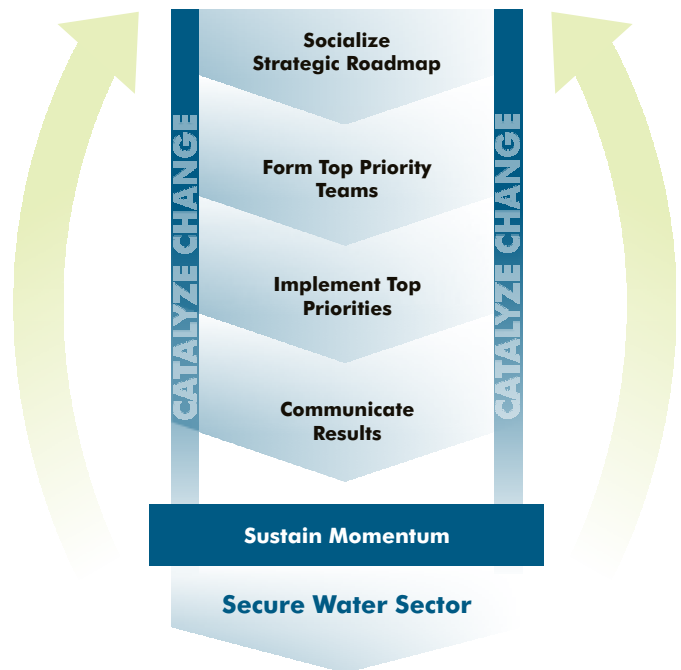 Socialize
Strategic Roadmap
CATALYZE CHANGE
CATALYZE CHANGE
Form Top Priority
Teams
Implement Top
Priorities
Communicate
Results
Sustain Momentum
Secure Water Sector